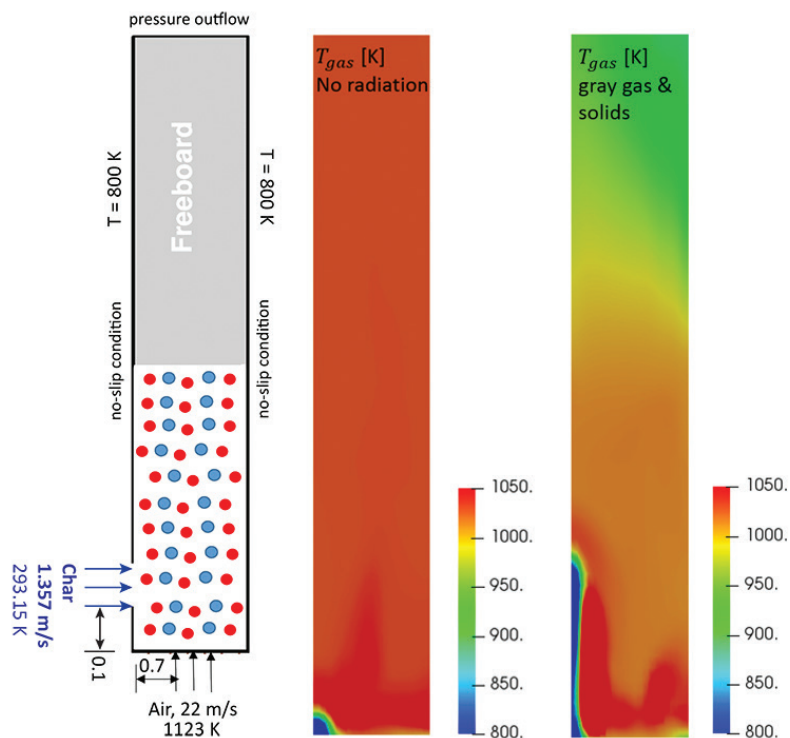 pressure outflow
T = 800 K
Freeboard
T = 800 K
no-slip condition
no-slip condition
Char
1.357 m/s
293.15 K
0.1
0.7
Air, 22 m/s
1123 K
T_gas [K]
No radiation
1050.
1000.
950.
900.
850.
800.
T_gas [K]
gray gas &
solids
1050.
1000.
950.
900.
850.
800.